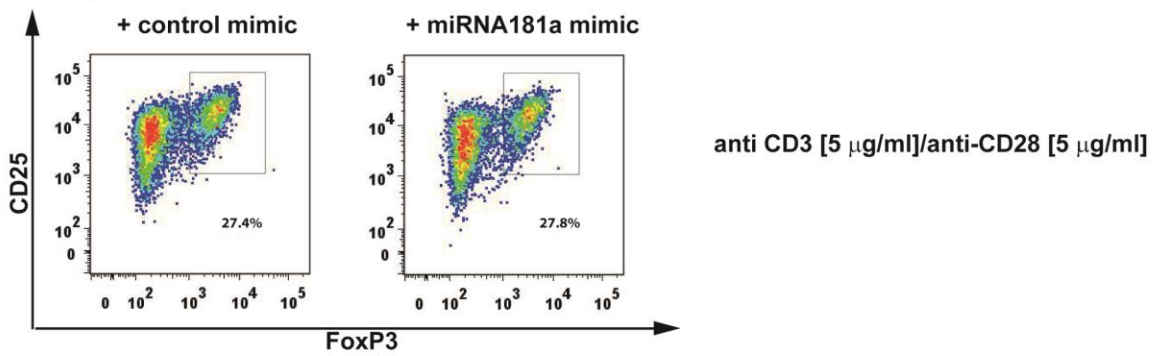 + control mimic
+ miRNA181a mimic
CD25
10^5
10^4
10^3
10^2
0
27.4%
0 10^2 10^3 10^4 10^5
10^5
10^4
10^3
10^2
0
27.8%
0 10^2 10^3 10^4 10^5
FoxP3
anti CD3 [5 μg/ml]/anti-CD28 [5 μg/ml]